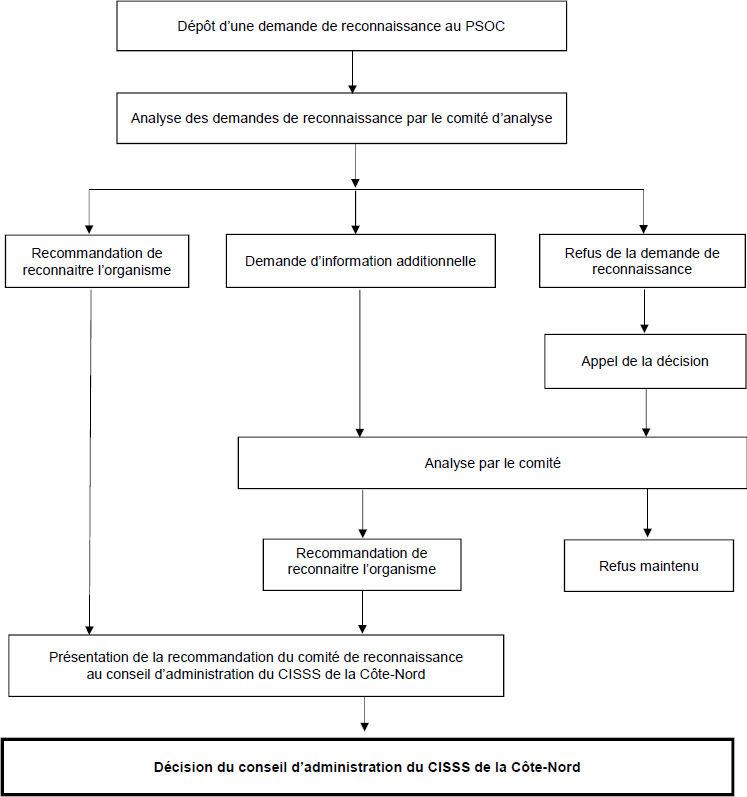 Dépôt d’une demande de reconnaissance au PSOC
Analyse des demandes de reconnaissance par le comité d’analyse
Recommandation de
reconnaitre l’organisme
Demande d’information additionnelle
Refus de la demande de
reconnaissance
Appel de la décision
Analyse par le comité
Recommandation de
reconnaitre l’organisme
Refus maintenu
Présentation de la recommandation du comité de reconnaissance
au conseil d’administration du CISSS de la Côte-Nord
Décision du conseil d’administration du CISSS de la Côte-Nord